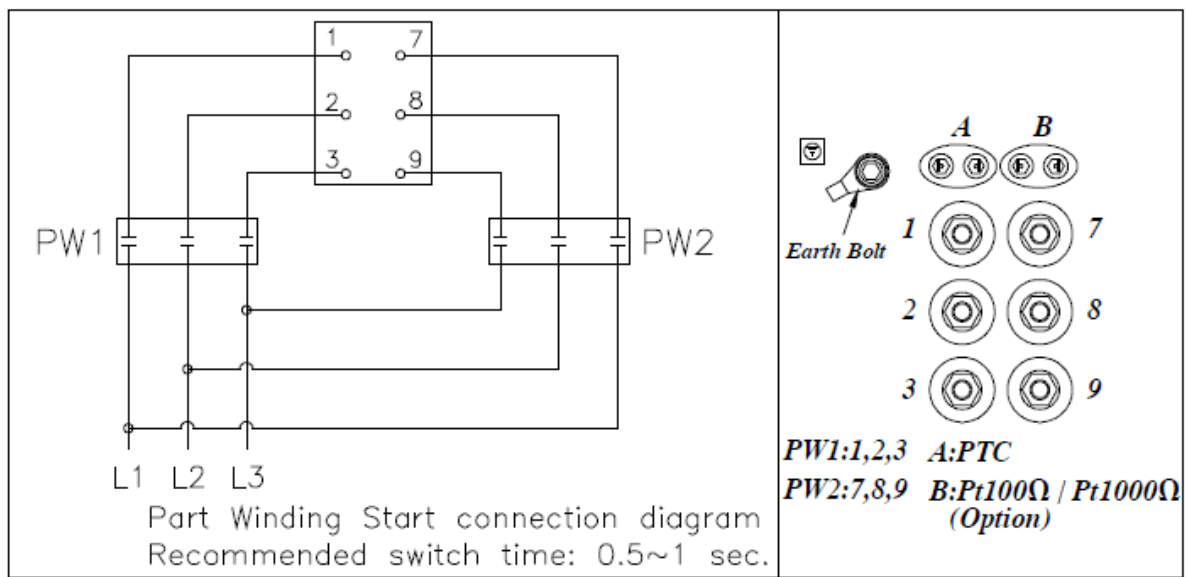 1 7
2 8
3 9
PW1 PW2
L1 L2 L3
Part Winding Start connection diagram
Recommended switch time: 0.5~1 sec.
A B
Earth Bolt
1 7
2 8
3 9
PW1:1,2,3 A:PTC
PW2:7,8,9 B:Pt100Ω / Pt1000Ω
(Option)